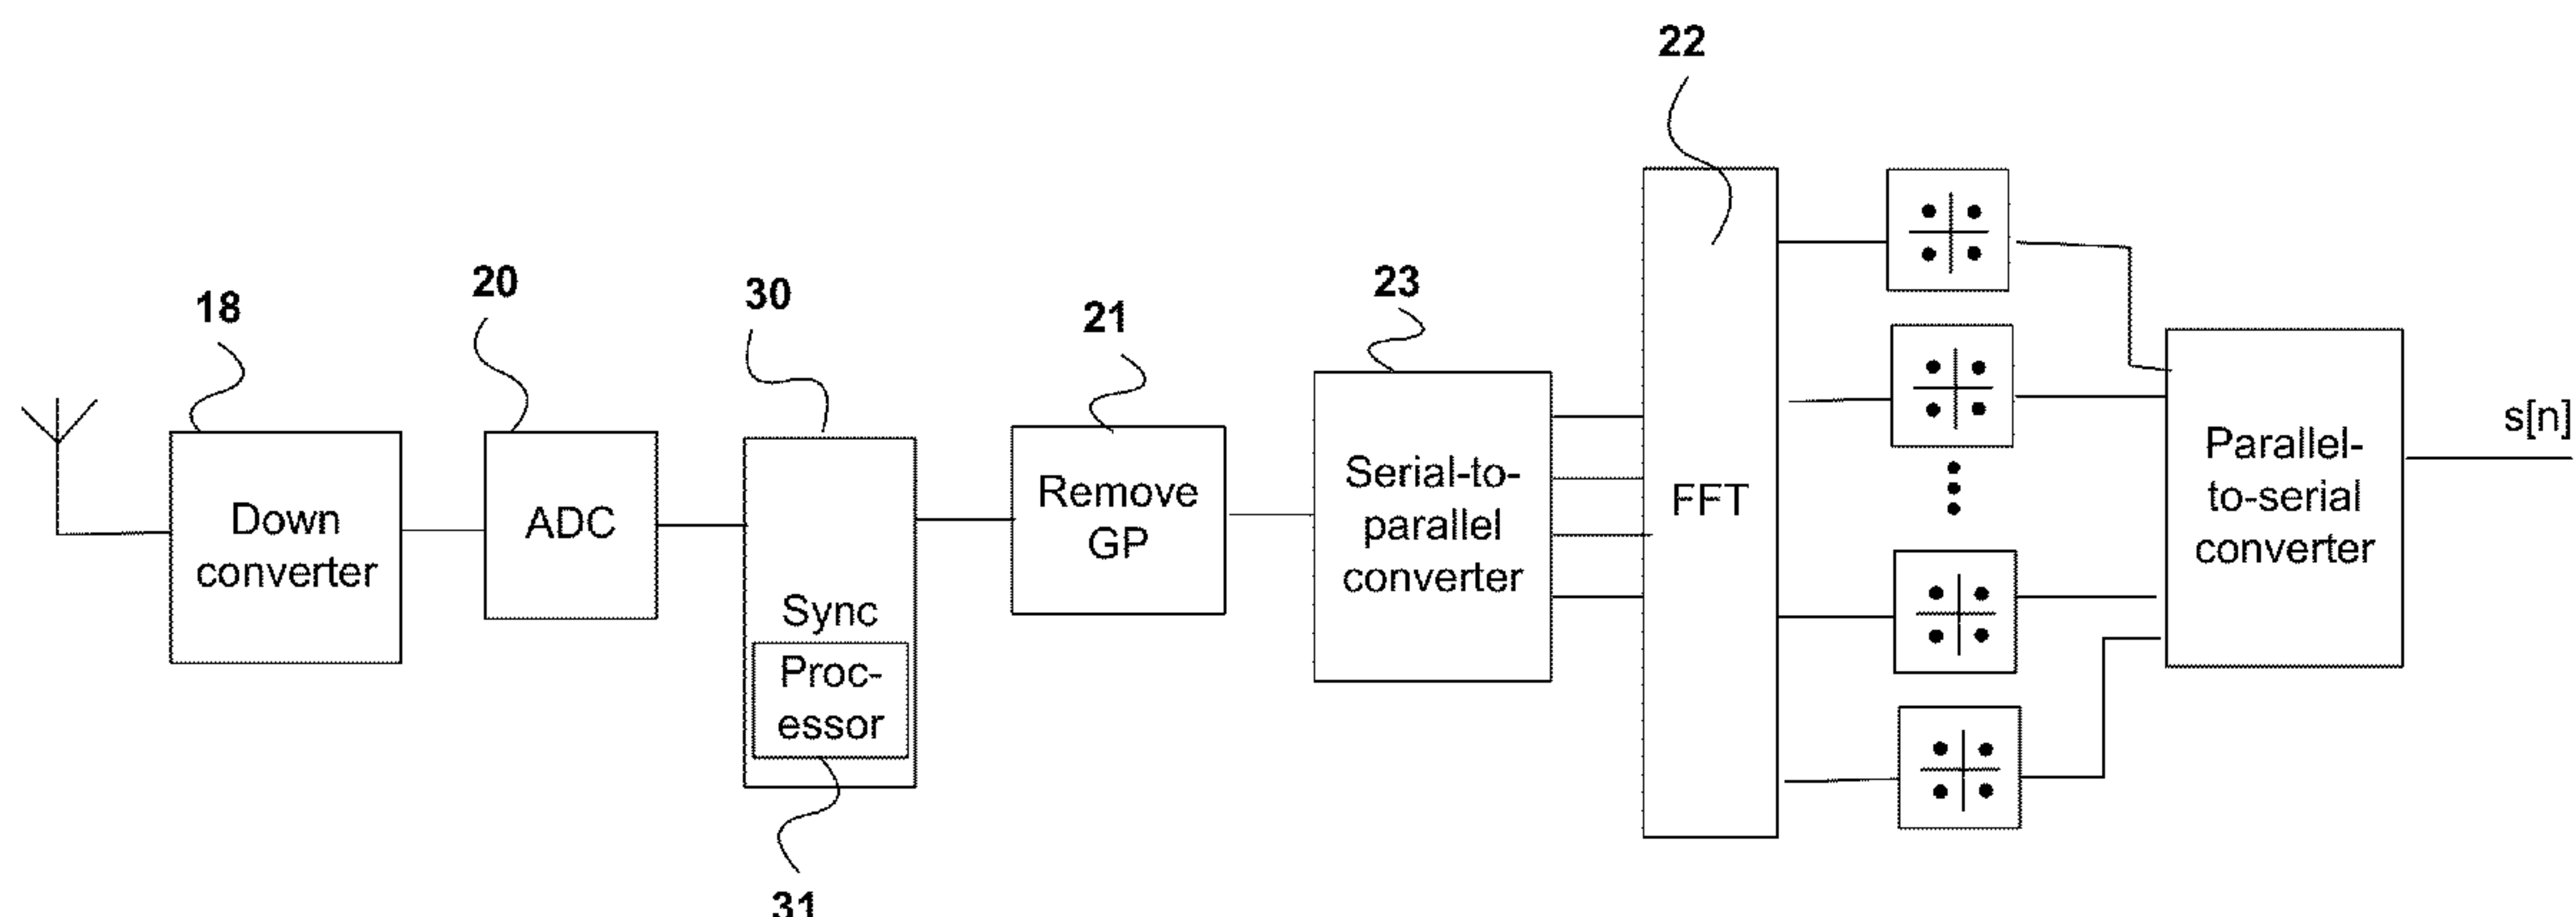 22
20
30
23
18
21
s[n]
Down
converter
ADC
Sync
Proc-
essor
Remove
GP
Serial-to-
parallel
converter
FFT
Parallel-
to-serial
converter
31